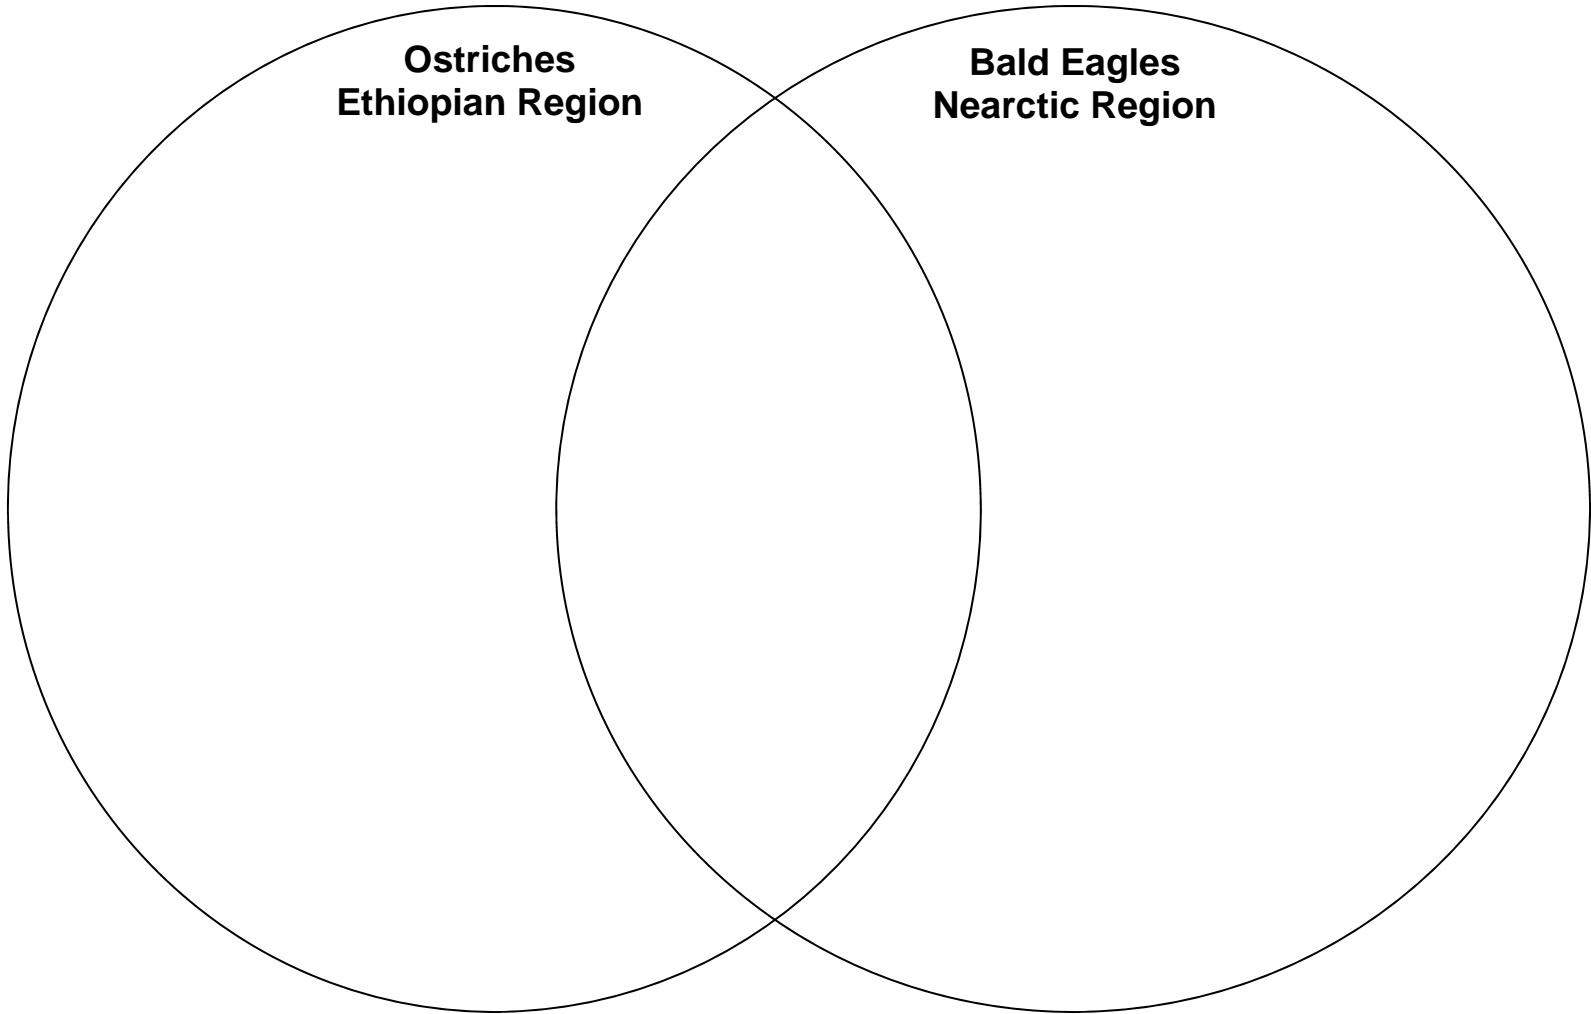 Ostriches
Ethiopian Region
Bald Eagles
Nearctic Region